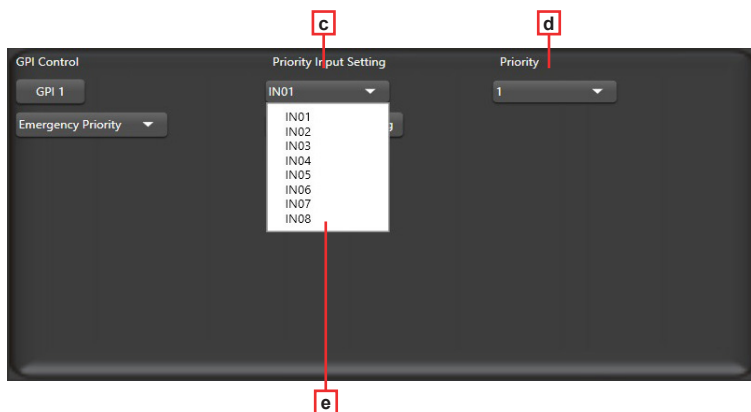 c
d
GPI Control
Priority Input Setting
Priority
GPI 1
IN01
1
Emergency Priority
IN01
IN02
IN03
IN04
IN05
IN06
IN07
IN08
e